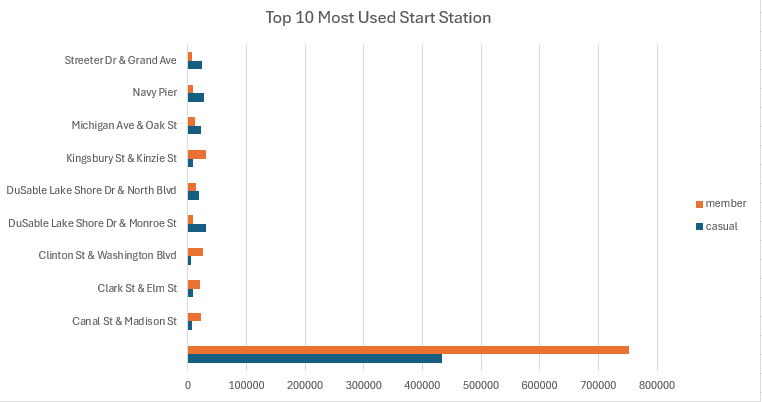 Top 10 Most Used Start Station
Streeter Dr & Grand Ave
Navy Pier
Michigan Ave & Oak St
Kingsbury St & Kinzie St
DuSable Lake Shore Dr & North Blvd
DuSable Lake Shore Dr & Monroe St
Clinton St & Washington Blvd
Clark St & Elm St
Canal St & Madison St
0 100000 200000 300000 400000 500000 600000 700000 800000
member
casual